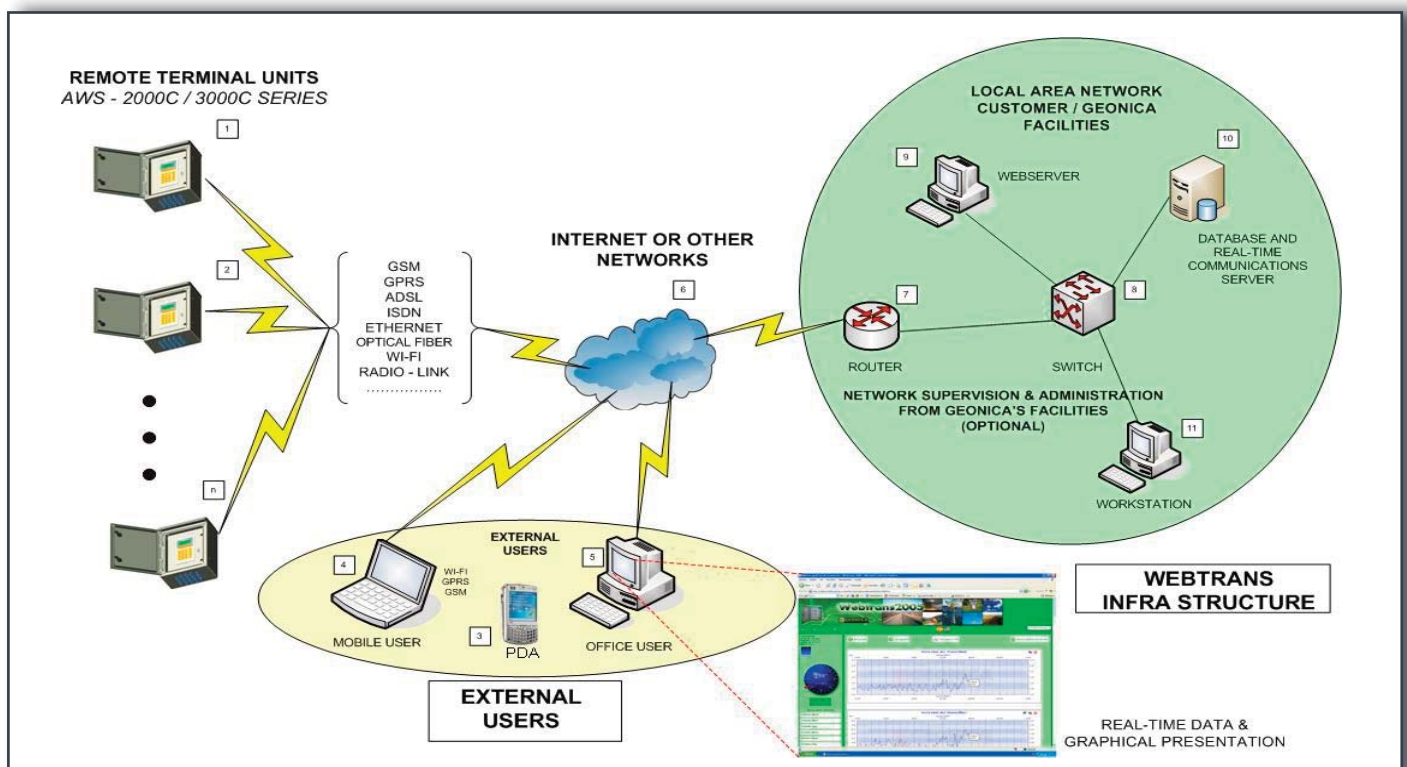 REMOTE TERMINAL UNITS
AWS - 2000C / 3000C SERIES
1
2
n
GSM
GPRS
ADSL
ISDN
ETHERNET
OPTICAL FIBER
WI-FI
RADIO - LINK
....................
INTERNET OR OTHER
NETWORKS
6
LOCAL AREA NETWORK
CUSTOMER / GEONICA
FACILITIES
9
WEBSERVER
10
DATABASE AND
REAL-TIME
COMMUNICATIONS
SERVER
7
ROUTER
8
SWITCH
NETWORK SUPERVISION & ADMINISTRATION
FROM GEONICA'S FACILITIES
(OPTIONAL)
11
WORKSTATION
EXTERNAL
USERS
4
WI-FI
GPRS
GSM
MOBILE USER
3
PDA
5
OFFICE USER
EXTERNAL
USERS
Webtrans2005
WEBTRANS
INFRA STRUCTURE
REAL-TIME DATA &
GRAPHICAL PRESENTATION